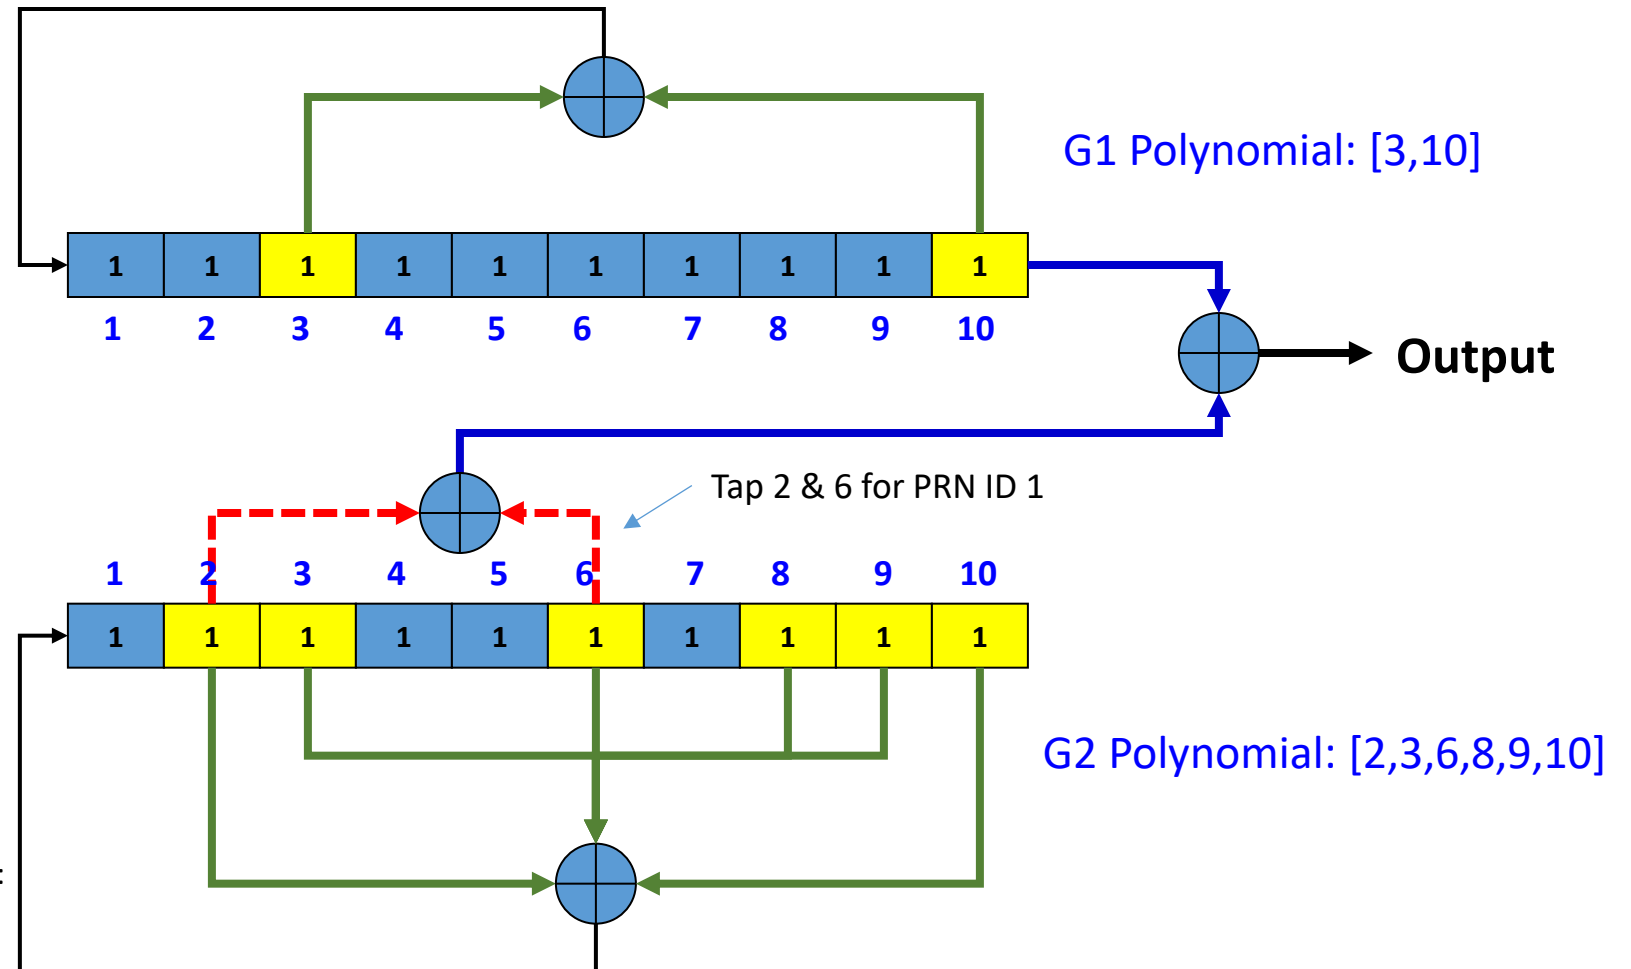 G1 Polynomial: [3,10]
1 1 1 1 1 1 1 1 1 1
1 2 3 4 5 6 7 8 9 10
Output
Tap 2 & 6 for PRN ID 1
1 2 3 4 5 6 7 8 9 10
1 1 1 1 1 1 1 1 1 1
G2 Polynomial: [2,3,6,8,9,10]